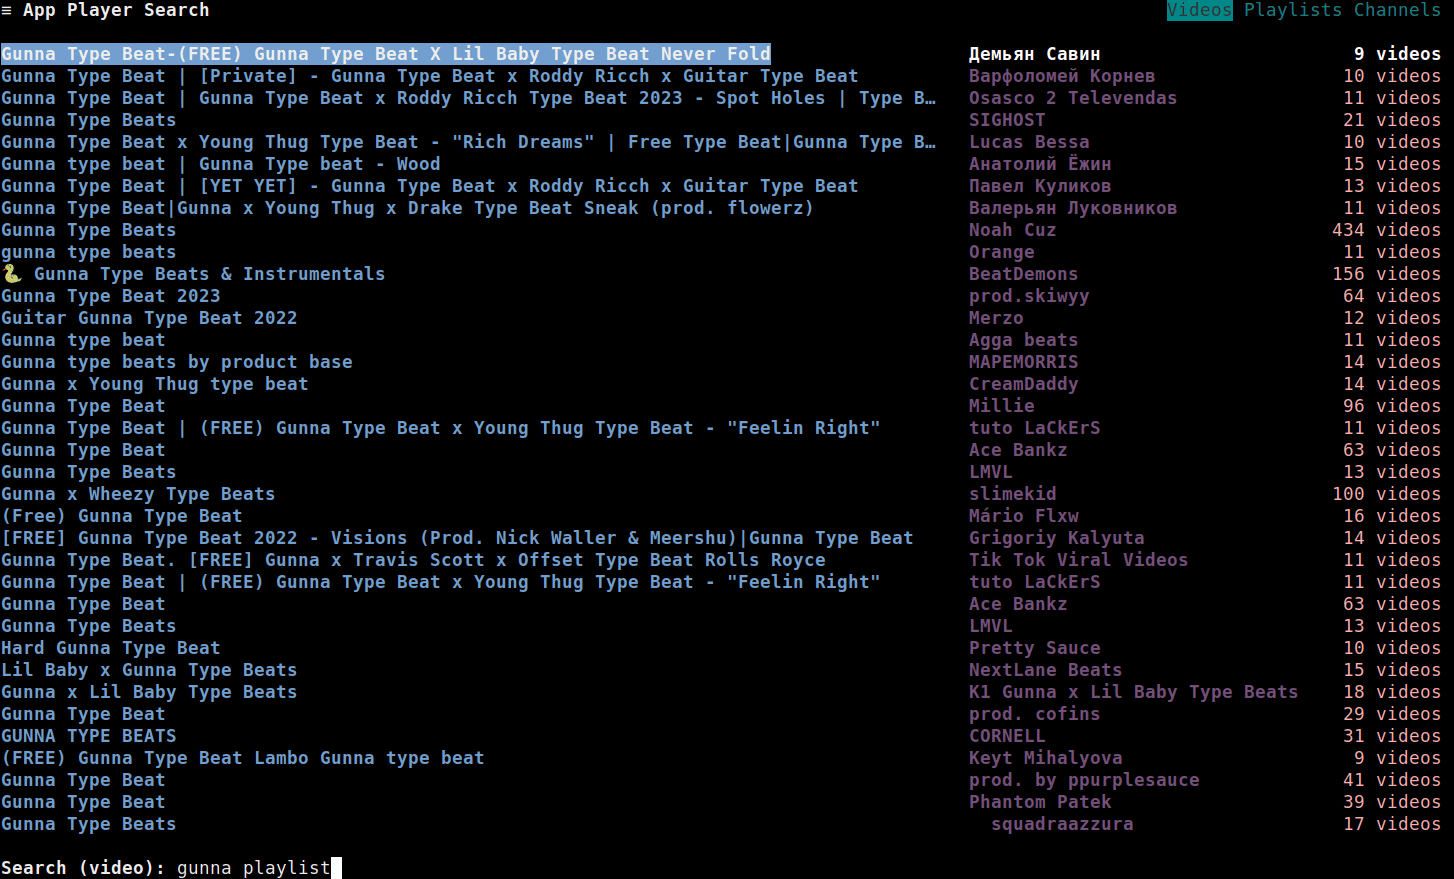 ≡ App Player Search Videos Playlists Channels
Gunna Type Beat-(FREE) Gunna Type Beat X Lil Baby Type Beat Never Fold Демьян Савин 9 videos
Gunna Type Beat | [Private] - Gunna Type Beat x Roddy Ricch x Guitar Type Beat Варфоломей Корнев 10 videos
Gunna Type Beat | Gunna Type Beat x Roddy Ricch Type Beat 2023 - Spot Holes | Type B… Osasco 2 Televendas 11 videos
Gunna Type Beats SIGHOST 21 videos
Gunna Type Beat x Young Thug Type Beat - "Rich Dreams" | Free Type Beat|Gunna Type B… Lucas Bessa 10 videos
Gunna type beat | Gunna Type beat - Wood Анатолий Ёжин 15 videos
Gunna Type Beat | [YET YET] - Gunna Type Beat x Roddy Ricch x Guitar Type Beat Павел Куликов 13 videos
Gunna Type Beat|Gunna x Young Thug x Drake Type Beat Sneak (prod. flowerz) Валерьян Луковников 11 videos
Gunna Type Beats Noah Cuz 434 videos
gunna type beats Orange 11 videos
🐍 Gunna Type Beats & Instrumentals BeatDemons 156 videos
Gunna Type Beat 2023 prod.skiwyy 64 videos
Guitar Gunna Type Beat 2022 Merzo 12 videos
Gunna type beat Agga beats 11 videos
Gunna type beats by product base MAPEMORRIS 14 videos
Gunna x Young Thug type beat CreamDaddy 14 videos
Gunna Type Beat Millie 96 videos
Gunna Type Beat | (FREE) Gunna Type Beat x Young Thug Type Beat - "Feelin Right" tuto LaCkErS 11 videos
Gunna Type Beat Ace Bankz 63 videos
Gunna Type Beats LMVL 13 videos
Gunna x Wheezy Type Beats slimekid 100 videos
(Free) Gunna Type Beat Mário Flxw 16 videos
[FREE] Gunna Type Beat 2022 - Visions (Prod. Nick Waller & Meershu)|Gunna Type Beat Grigoriy Kalyuta 14 videos
Gunna Type Beat. [FREE] Gunna x Travis Scott x Offset Type Beat Rolls Royce Tik Tok Viral Videos 11 videos
Gunna Type Beat | (FREE) Gunna Type Beat x Young Thug Type Beat - "Feelin Right" tuto LaCkErS 11 videos
Gunna Type Beat Ace Bankz 63 videos
Gunna Type Beats LMVL 13 videos
Hard Gunna Type Beat Pretty Sauce 10 videos
Lil Baby x Gunna Type Beats NextLane Beats 15 videos
Gunna x Lil Baby Type Beats K1 Gunna x Lil Baby Type Beats 18 videos
Gunna Type Beat prod. cofins 29 videos
GUNNA TYPE BEATS CORNELL 31 videos
(FREE) Gunna Type Beat Lambo Gunna type beat Keyt Mihalyova 9 videos
Gunna Type Beat prod. by ppurplesauce 41 videos
Gunna Type Beat Phantom Patek 39 videos
Gunna Type Beats squadraazzura 17 videos
Search (video): gunna playlist